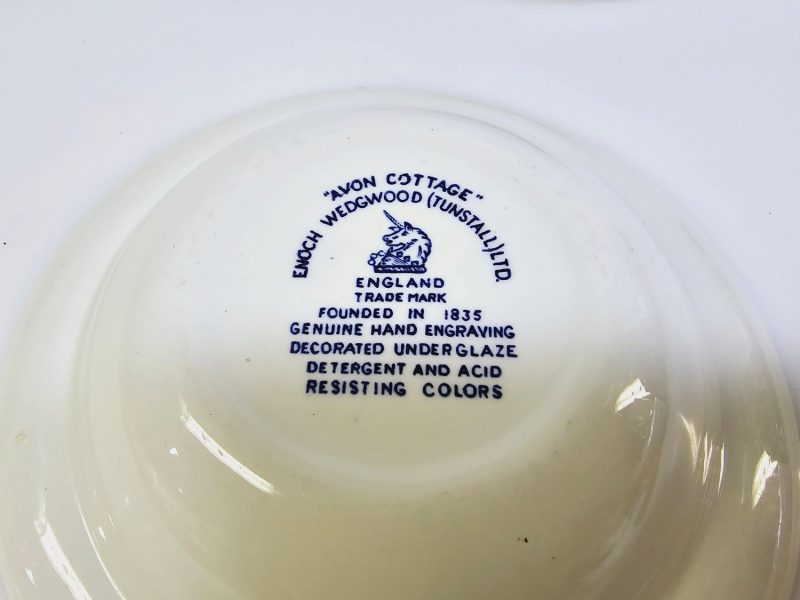 "AVON COTTAGE"
ENOCH WEDGWOOD (TUNSTALL) LTD.
ENGLAND
TRADE MARK
FOUNDED IN 1835
GENUINE HAND ENGRAVING
DECORATED UNDERGLAZE
DETERGENT AND ACID
RESISTING COLORS